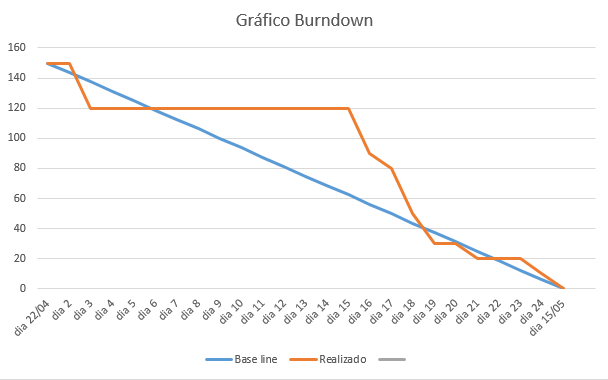 Gráfico Burndown
160
140
120
100
80
60
40
20
0
dia 22/04
dia 2
dia 3
dia 4
dia 5
dia 6
dia 7
dia 8
dia 9
dia 10
dia 11
dia 12
dia 13
dia 14
dia 15
dia 16
dia 17
dia 18
dia 19
dia 20
dia 21
dia 22
dia 23
dia 24
dia 15/05
Base line Realizado